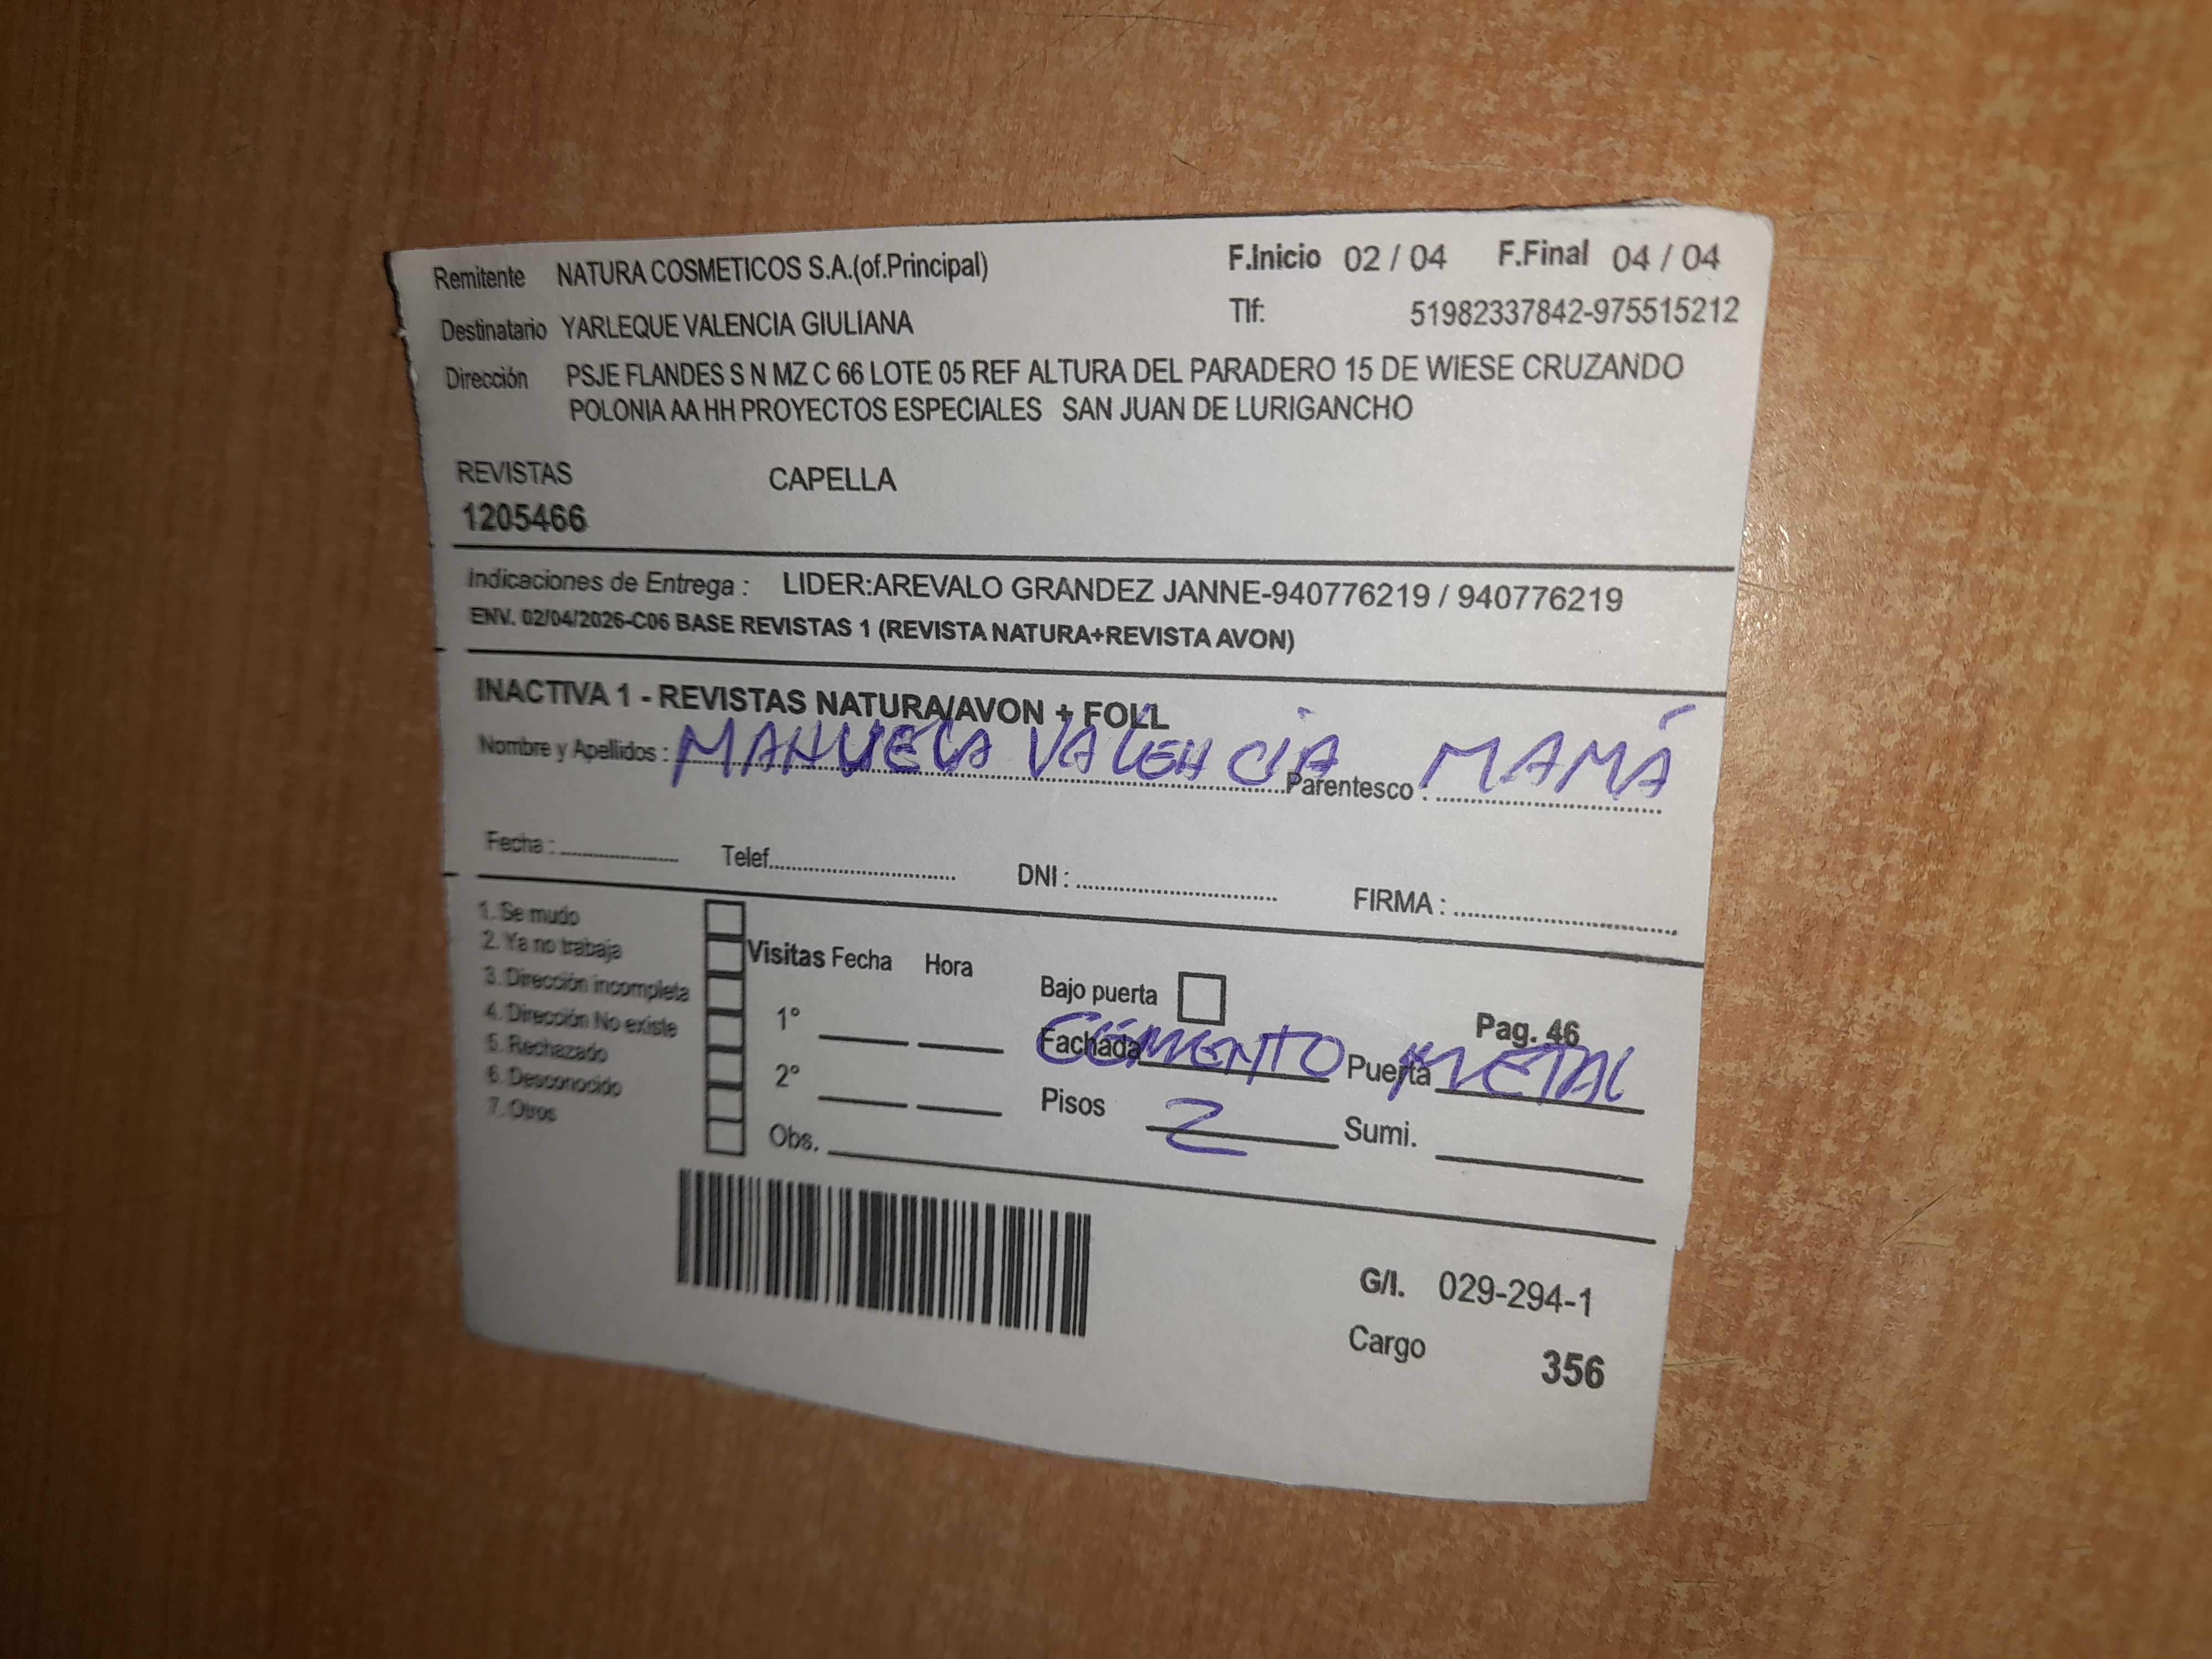 Remitente NATURA COSMETICOS S.A.(of.Principal) F.Inicio 02 / 04 F.Final 04 / 04
Destinatario YARLEQUE VALENCIA GIULIANA Tlf: 51982337842-975515212
Dirección PSJE FLANDES S N MZ C 66 LOTE 05 REF ALTURA DEL PARADERO 15 DE WIESE CRUZANDO
POLONIA AA HH PROYECTOS ESPECIALES SAN JUAN DE LURIGANCHO
REVISTAS CAPELLA
1205466
Indicaciones de Entrega : LIDER:AREVALO GRANDEZ JANNE-940776219 / 940776219
ENV. 02/04/2026-C06 BASE REVISTAS 1 (REVISTA NATURA+REVISTA AVON)
INACTIVA 1 - REVISTAS NATURA/AVON + FOLL
Nombre y Apellidos : MANUELA VALENCIA Parentesco : MAMÁ
Fecha : Telef. DNI : FIRMA :
1. Se mudo
2. Ya no trabaja Visitas Fecha Hora
3. Dirección incompleta Bajo puerta
4. Dirección No existe 1° Pag. 46
5. Rechazado Fachada CEMENTO Puerta METAL
6. Desconocido 2° Pisos 2 Sumi.
7. Otros Obs.
G/I. 029-294-1
Cargo 356